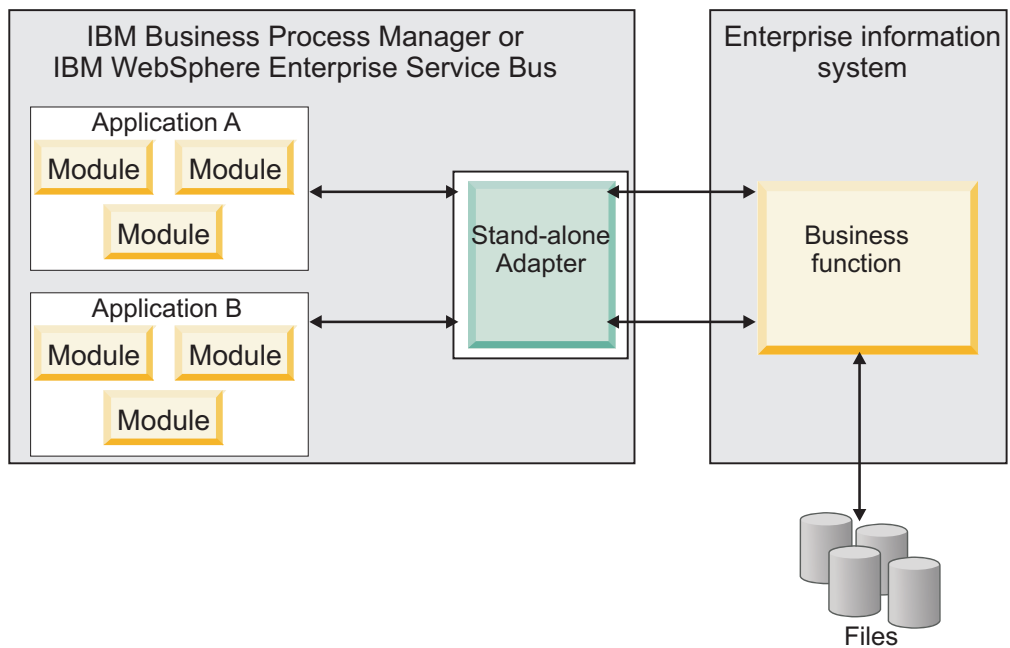 IBM Business Process Manager or
IBM WebSphere Enterprise Service Bus
Application A
Module
Module
Module
Application B
Module
Module
Module
Stand-alone
Adapter
Enterprise information
system
Business
function
Files